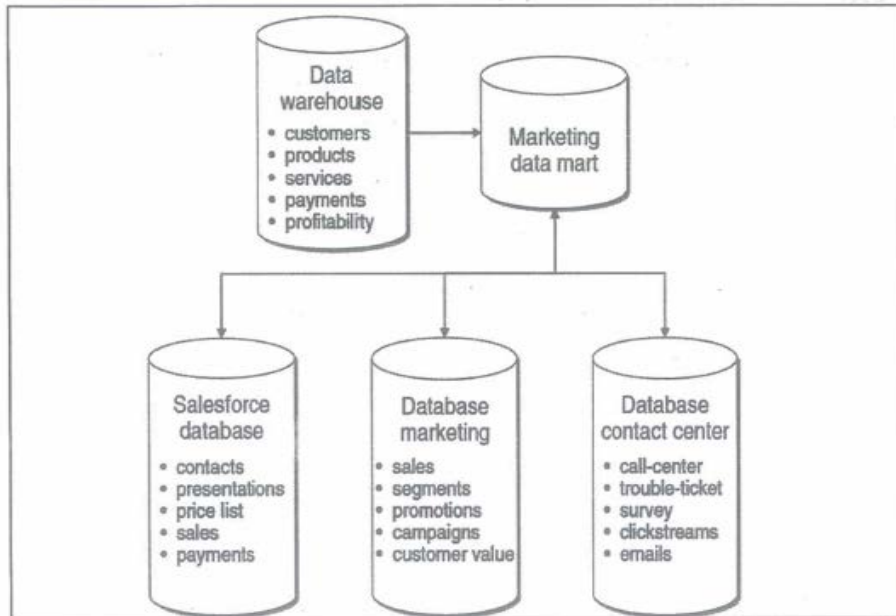 Data
warehouse
• customers
• products
• services
• payments
• profitability
Marketing
data mart
Salesforce
database
• contacts
• presentations
• price list
• sales
• payments
Database
marketing
• sales
• segments
• promotions
• campaigns
• customer value
Database
contact center
• call-center
• trouble-ticket
• survey
• clickstreams
• emails